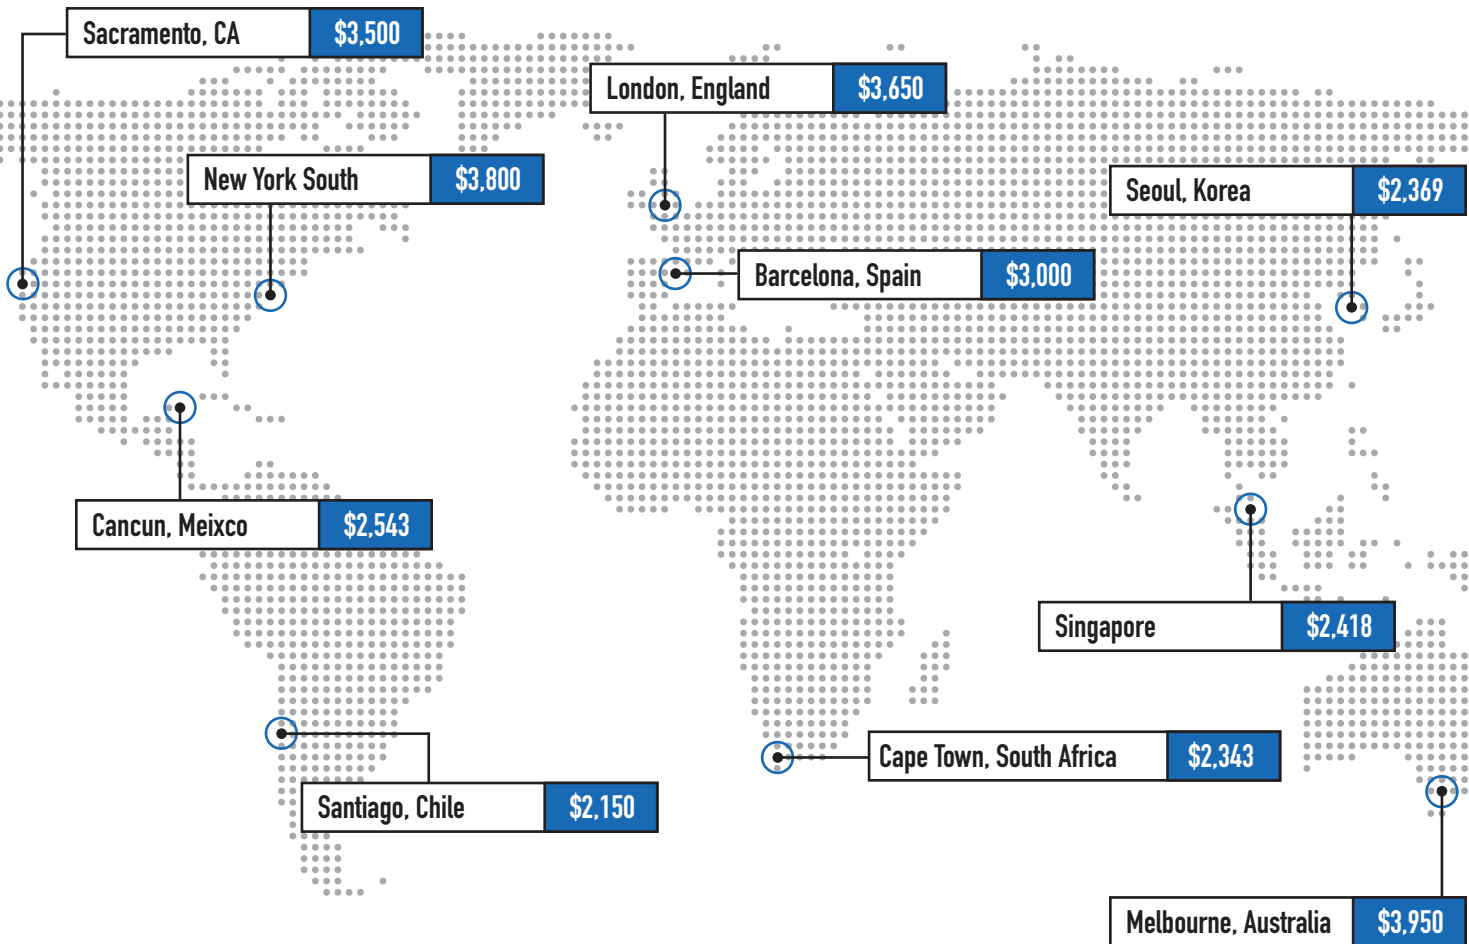 Sacramento, CA $3,500
London, England $3,650
New York South $3,800
Seoul, Korea $2,369
Barcelona, Spain $3,000
Cancun, Meixco $2,543
Singapore $2,418
Cape Town, South Africa $2,343
Santiago, Chile $2,150
Melbourne, Australia $3,950